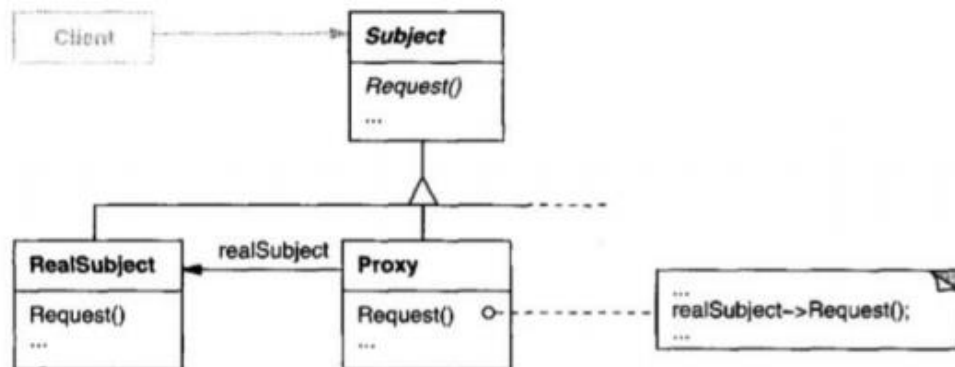 Client
Subject
Request()
...
realSubject
RealSubject
Proxy
Request()
...
Request()
...
...
realSubject->Request();
...